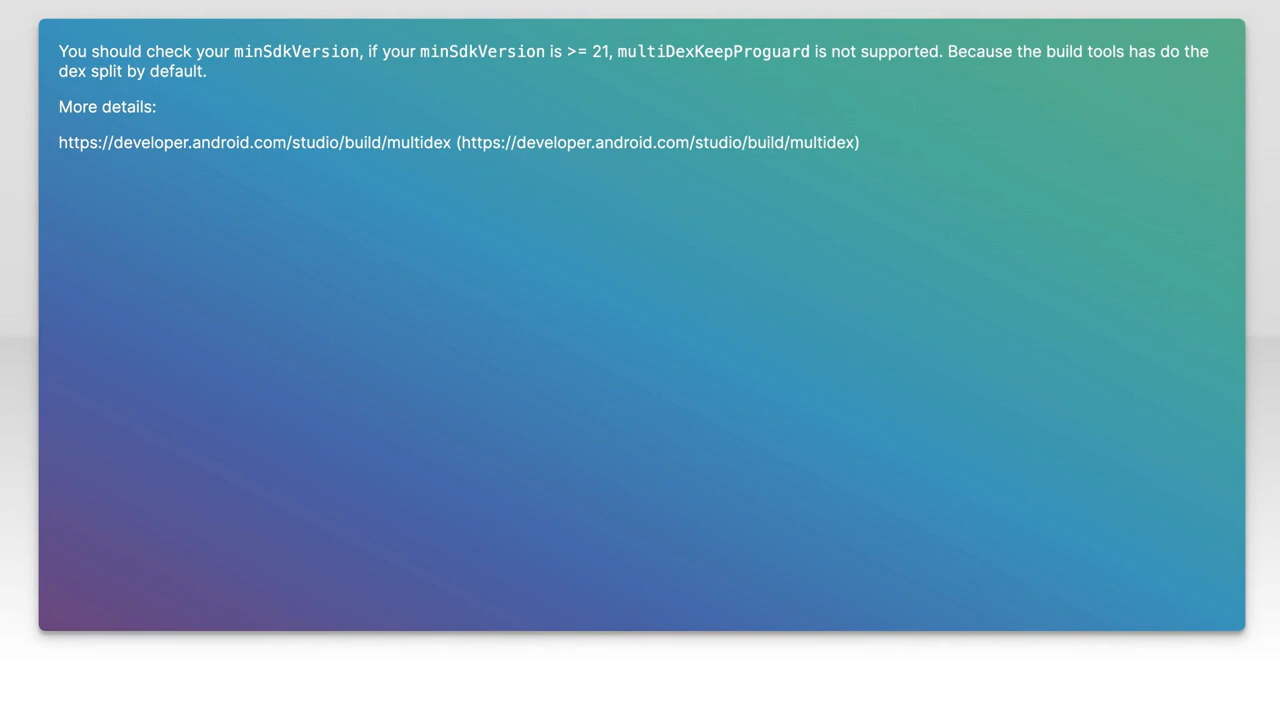 You should check your minSdkVersion, if your minSdkVersion is >= 21, multiDexKeepProguard is not supported. Because the build tools has do the
dex split by default.
More details:
https://developer.android.com/studio/build/multidex (https://developer.android.com/studio/build/multidex)